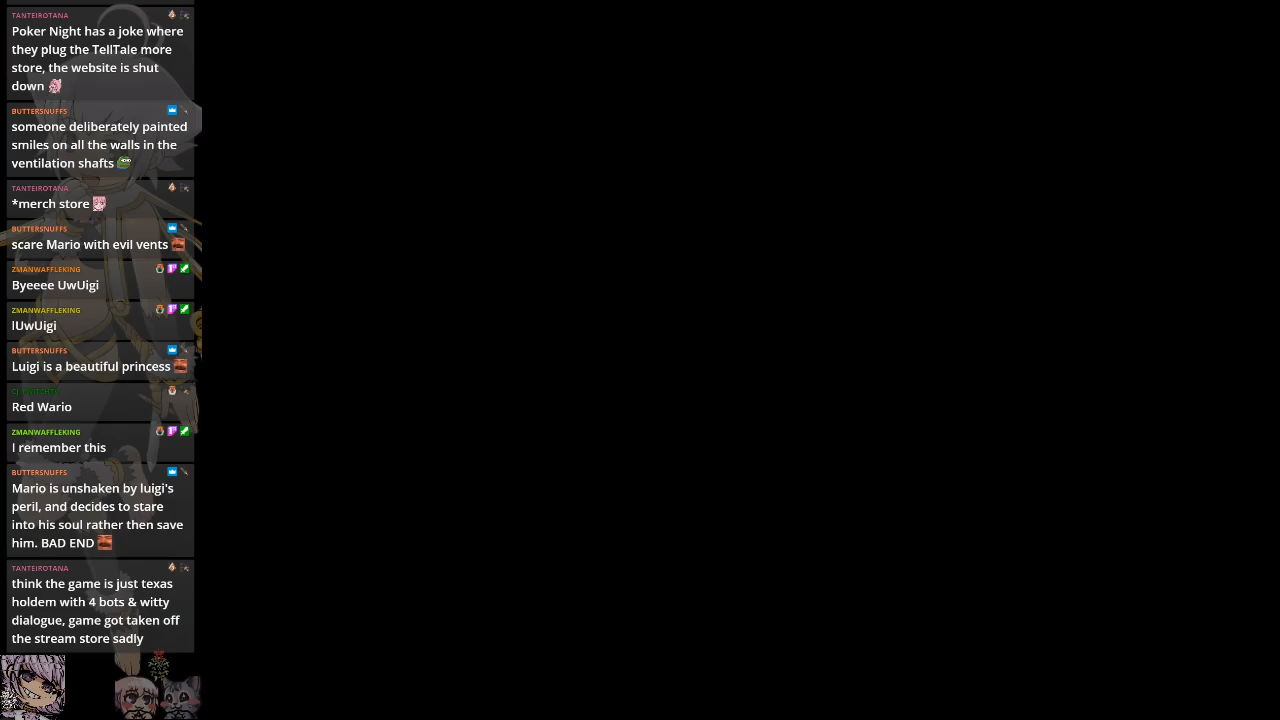 TANTEIROTANA
Poker Night has a joke where
they plug the TellTale more
store, the website is shut
down
BUTTERSNUFFS
someone deliberately painted
smiles on all the walls in the
ventilation shafts
TANTEIROTANA
*merch store
BUTTERSNUFFS
scare Mario with evil vents
ZMANWAFFLEKING
Byeeee UwUigi
ZMANWAFFLEKING
lUwUigi
BUTTERSNUFFS
Luigi is a beautiful princess
Red Wario
ZMANWAFFLEKING
I remember this
BUTTERSNUFFS
Mario is unshaken by luigi's
peril, and decides to stare
into his soul rather then save
him. BAD END
TANTEIROTANA
think the game is just texas
holdem with 4 bots & witty
dialogue, game got taken off
the stream store sadly